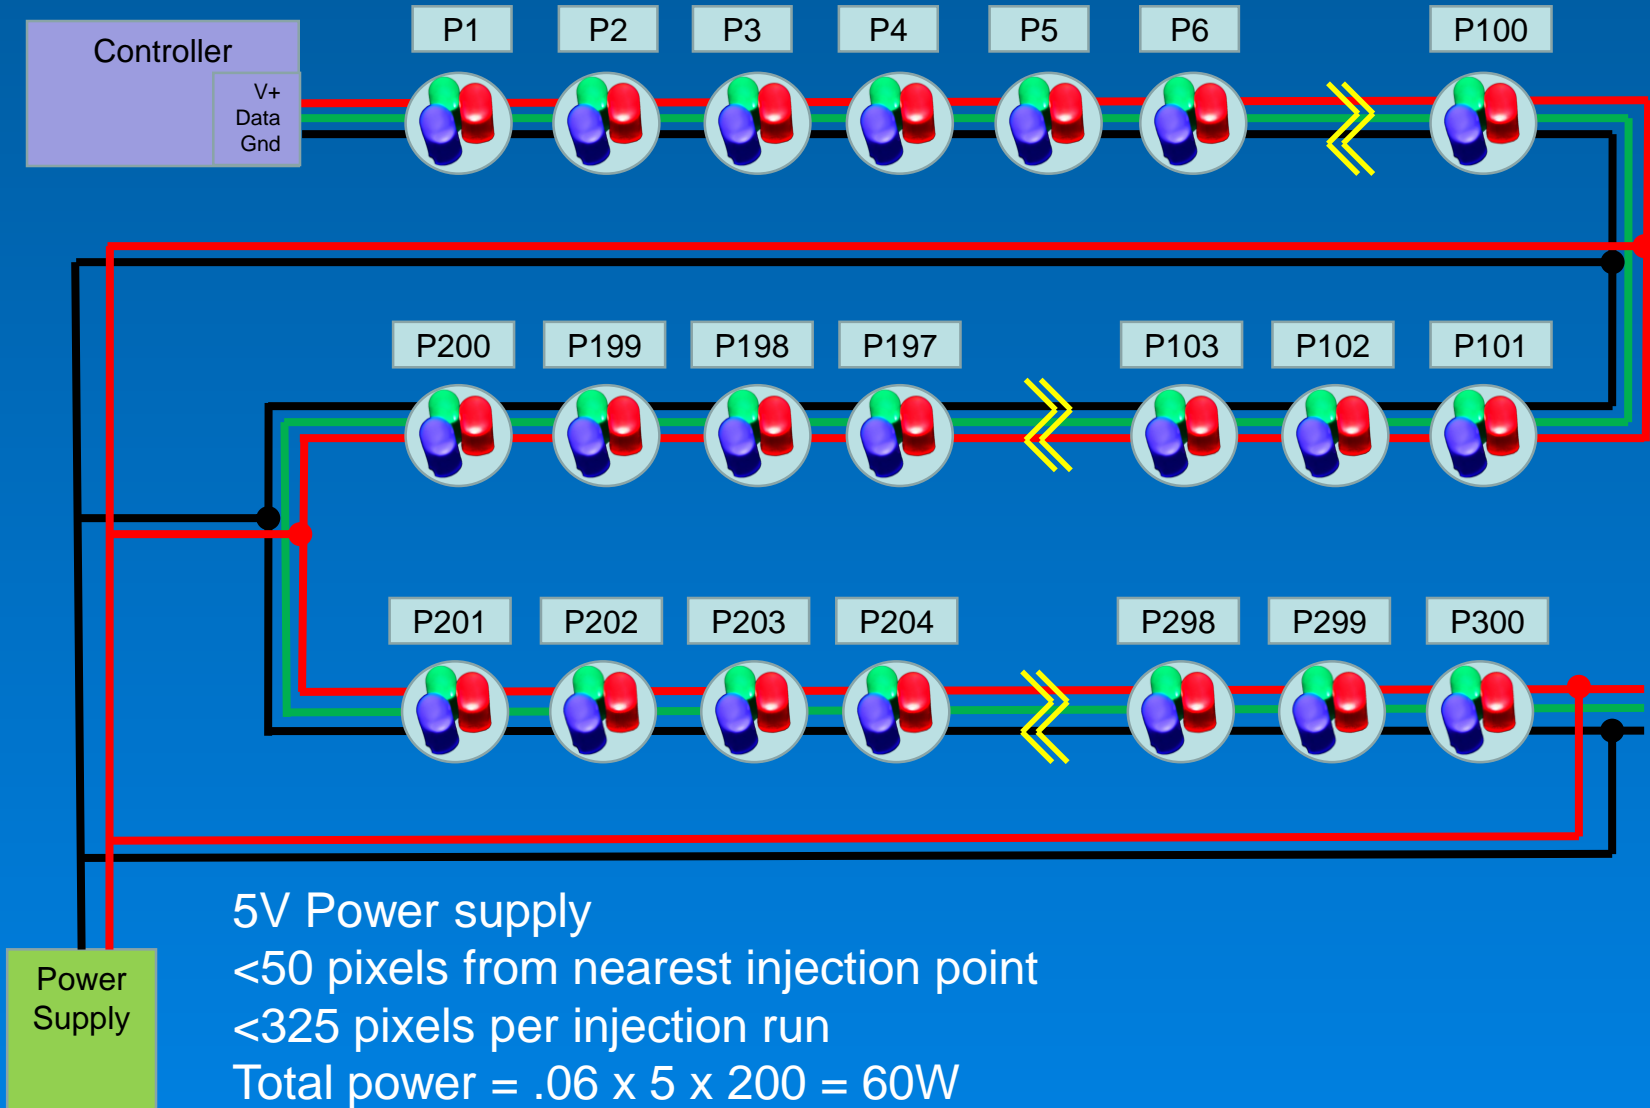 Controller
V+
Data
Gnd
P1 P2 P3 P4 P5 P6 P100
P200 P199 P198 P197 P103 P102 P101
P201 P202 P203 P204 P298 P299 P300
Power
Supply
5V Power supply
<50 pixels from nearest injection point
<325 pixels per injection run
Total power = .06 x 5 x 200 = 60W